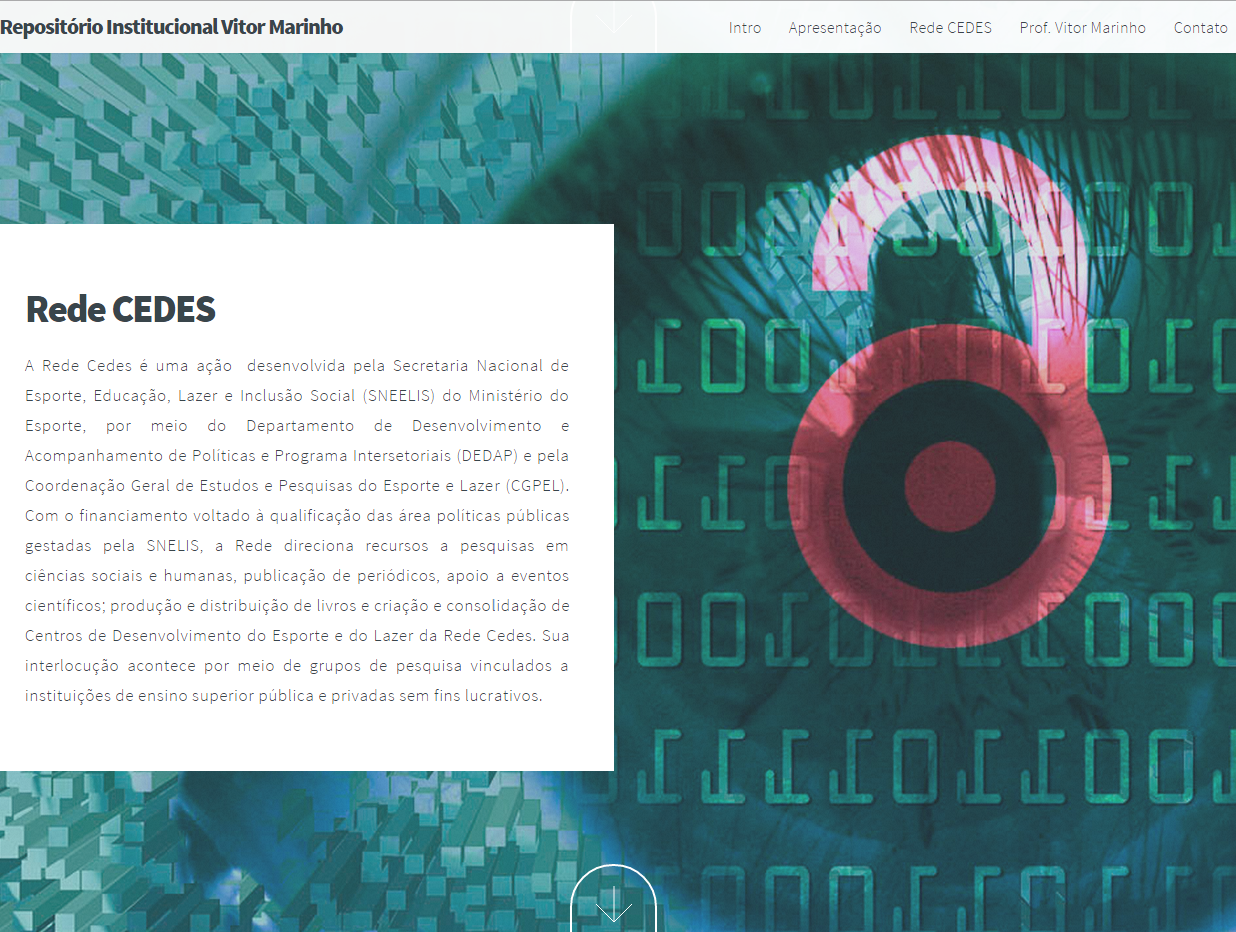 Repositório Institucional Vitor Marinho
Intro Apresentação Rede CEDES Prof. Vitor Marinho Contato
Rede CEDES
A Rede Cedes é uma ação desenvolvida pela Secretaria Nacional de
Esporte, Educação, Lazer e Inclusão Social (SNEELIS) do Ministério do
Esporte, por meio do Departamento de Desenvolvimento e
Acompanhamento de Políticas e Programa Intersetoriais (DEDAP) e pela
Coordenação Geral de Estudos e Pesquisas do Esporte e Lazer (CGPEL).
Com o financiamento voltado à qualificação das área políticas públicas
gestadas pela SNELIS, a Rede direciona recursos a pesquisas em
ciências sociais e humanas, publicação de periódicos, apoio a eventos
científicos; produção e distribuição de livros e criação e consolidação de
Centros de Desenvolvimento do Esporte e do Lazer da Rede Cedes. Sua
interlocução acontece por meio de grupos de pesquisa vinculados a
instituições de ensino superior pública e privadas sem fins lucrativos.